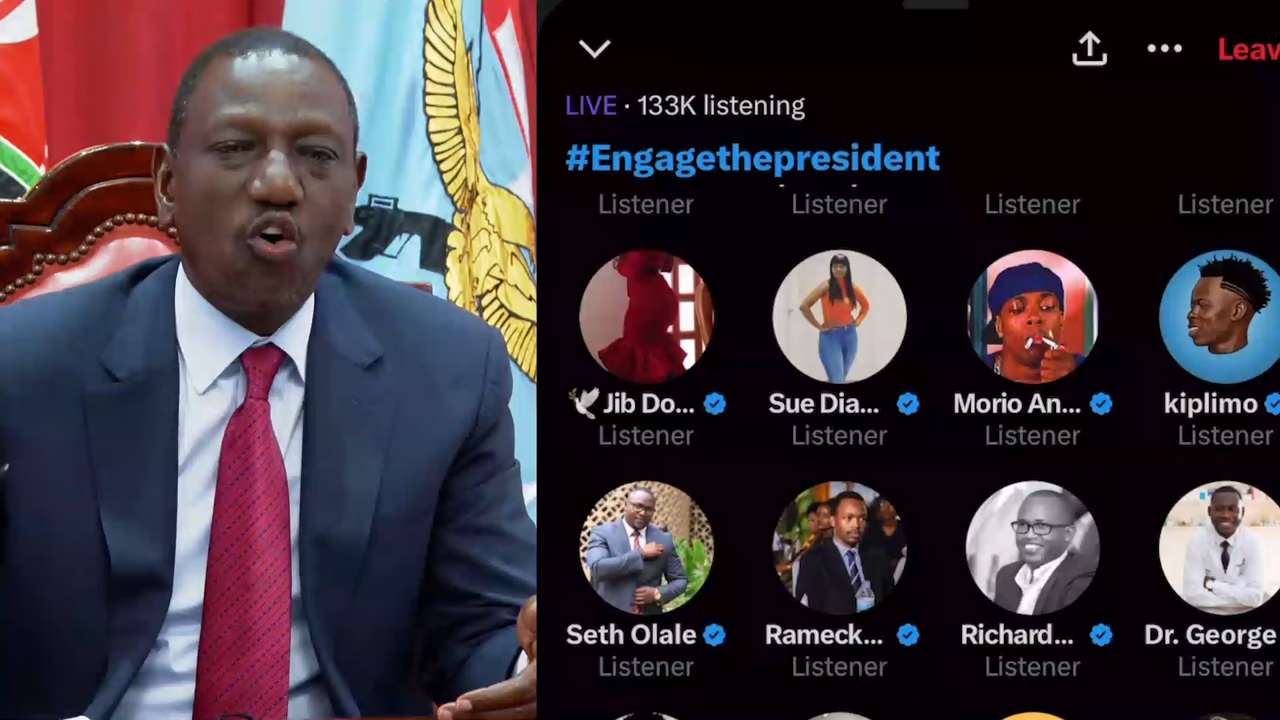 Leav
LIVE · 133K listening
#Engagethepresident
Listener Listener Listener Listener
🕊 Jib Do... Sue Dia... Morio An... kiplimo
Listener Listener Listener Listener
Seth Olale Rameck... Richard... Dr. George
Listener Listener Listener Listener